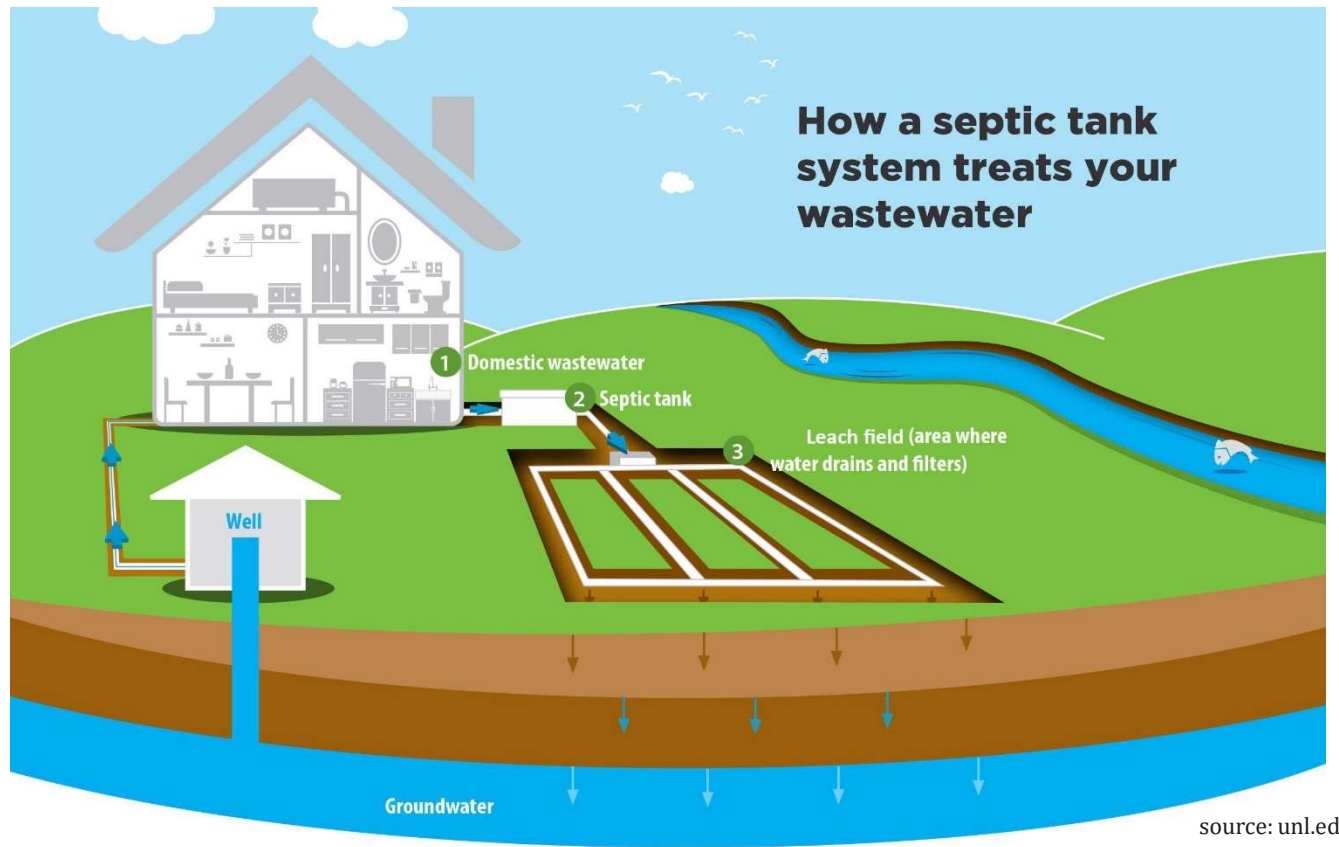 How a septic tank
system treats your
wastewater
1 Domestic wastewater
2 Septic tank
3 Leach field (area where
water drains and filters)
Well
Groundwater
source: unl.ed